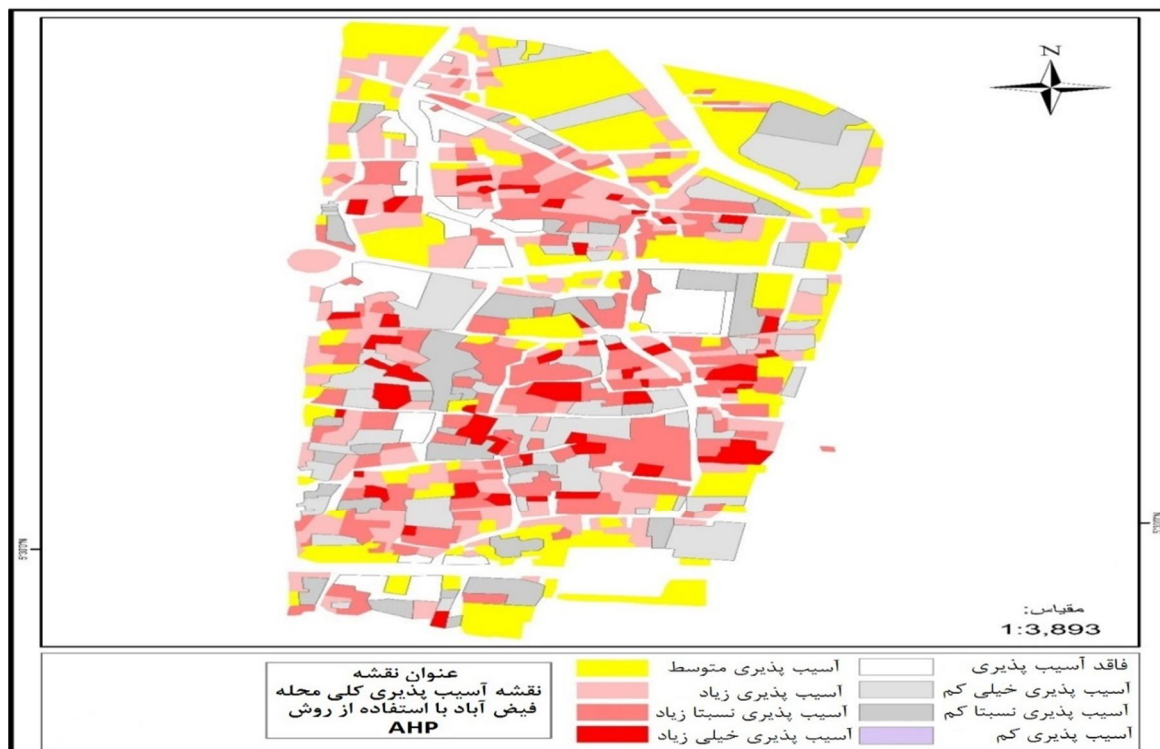 Z
مقیاس:
1:3,893
عنوان نقشه
نقشه آسیب پذیری کلی محله
فیض آباد با استفاده از روش
AHP
آسیب پذیری متوسط
آسیب پذیری زیاد
آسیب پذیری نسبتا زیاد
آسیب پذیری خیلی زیاد
فاقد آسیب پذیری
آسیب پذیری خیلی کم
آسیب پذیری نسبتا کم
آسیب پذیری کم